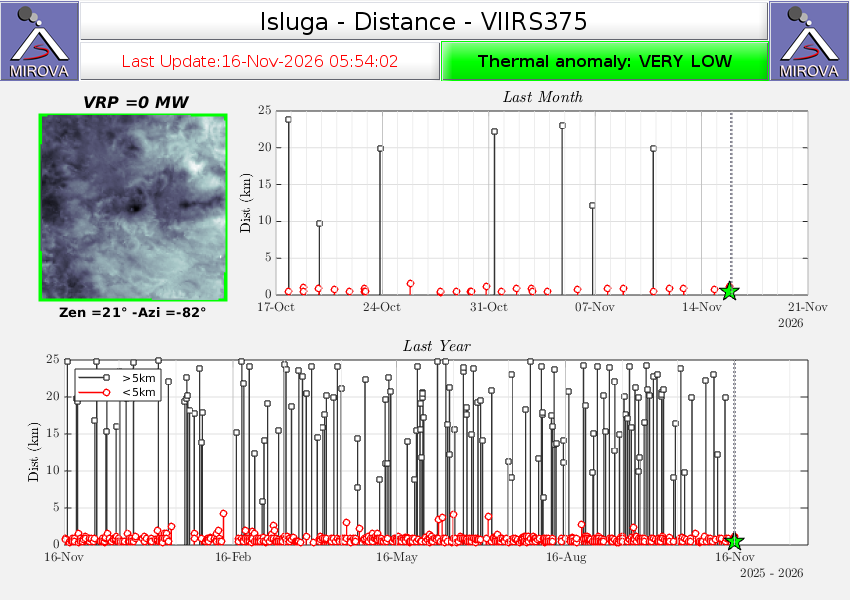 Isluga - Distance - VIIRS375
MIROVA
Last Update:16-Nov-2026 05:54:02
Thermal anomaly: VERY LOW
MIROVA
VRP =0 MW
Zen =21° -Azi =-82°
Last Month
Dist (km)
25
20
15
10
5
0
17-Oct
24-Oct
31-Oct
07-Nov
14-Nov
21-Nov
2026
Last Year
Dist (km)
25
20
15
10
5
0
>5km
<5km
16-Nov
16-Feb
16-May
16-Aug
16-Nov
2025 - 2026